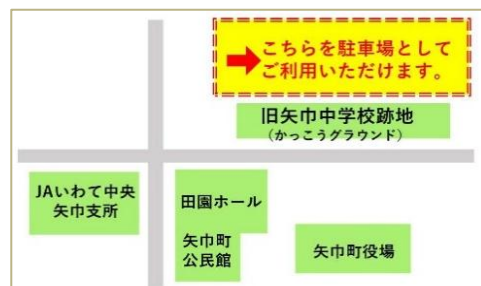 こちらを駐車場として
ご利用いただけます。
旧矢巾中学校跡地
（かっこうグラウンド）
JAいわて中央
矢巾支所
田園ホール
矢巾町
公民館
矢巾町役場